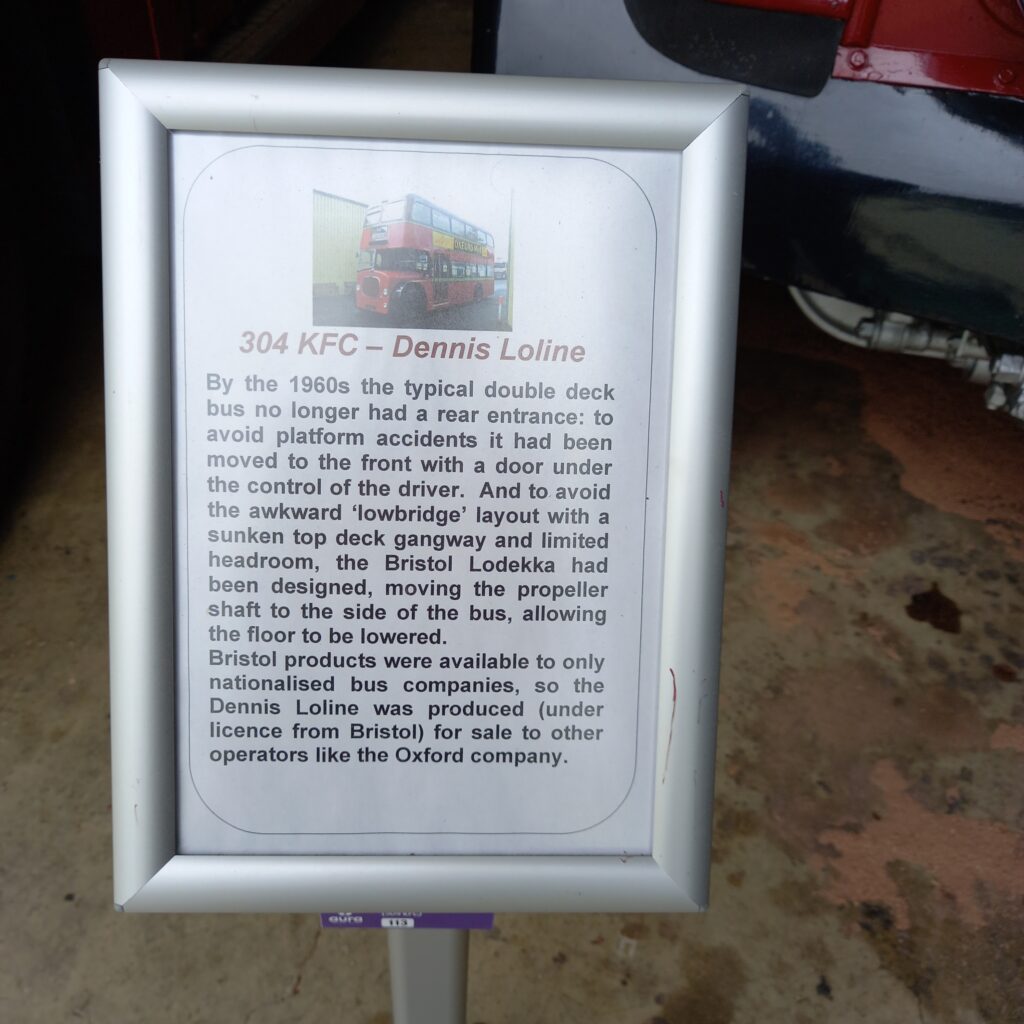 OXFORD
304 KFC – Dennis Loline
By the 1960s the typical double deck
bus no longer had a rear entrance: to
avoid platform accidents it had been
moved to the front with a door under
the control of the driver. And to avoid
the awkward ‘lowbridge’ layout with a
sunken top deck gangway and limited
headroom, the Bristol Lodekka had
been designed, moving the propeller
shaft to the side of the bus, allowing
the floor to be lowered.
Bristol products were available to only
nationalised bus companies, so the
Dennis Loline was produced (under
licence from Bristol) for sale to other
operators like the Oxford company.
aura
113